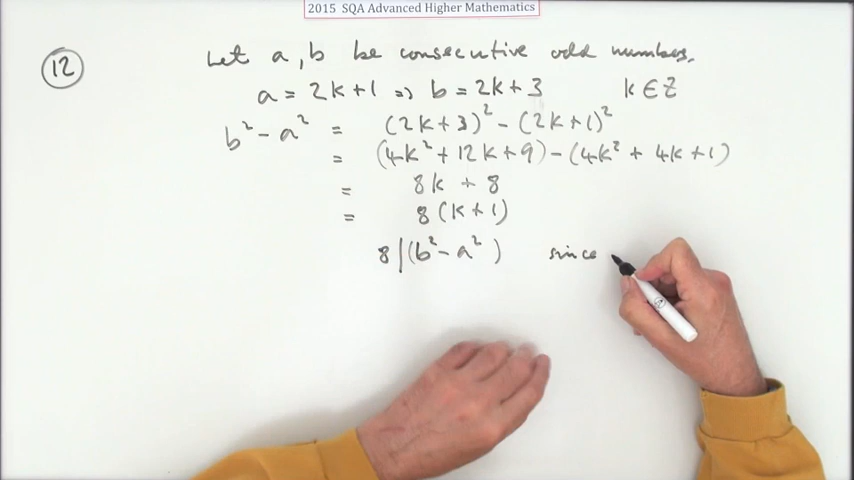 2015 SQA Advanced Higher Mathematics
12 Let a, b be consecutive odd numbers.
a = 2k+1 ⇒ b = 2k+3 k ∈ Z
b² - a² = (2k+3)² - (2k+1)²
= (4k² + 12k + 9) - (4k² + 4k + 1)
= 8k + 8
= 8(k+1)
8|(b² - a²) since